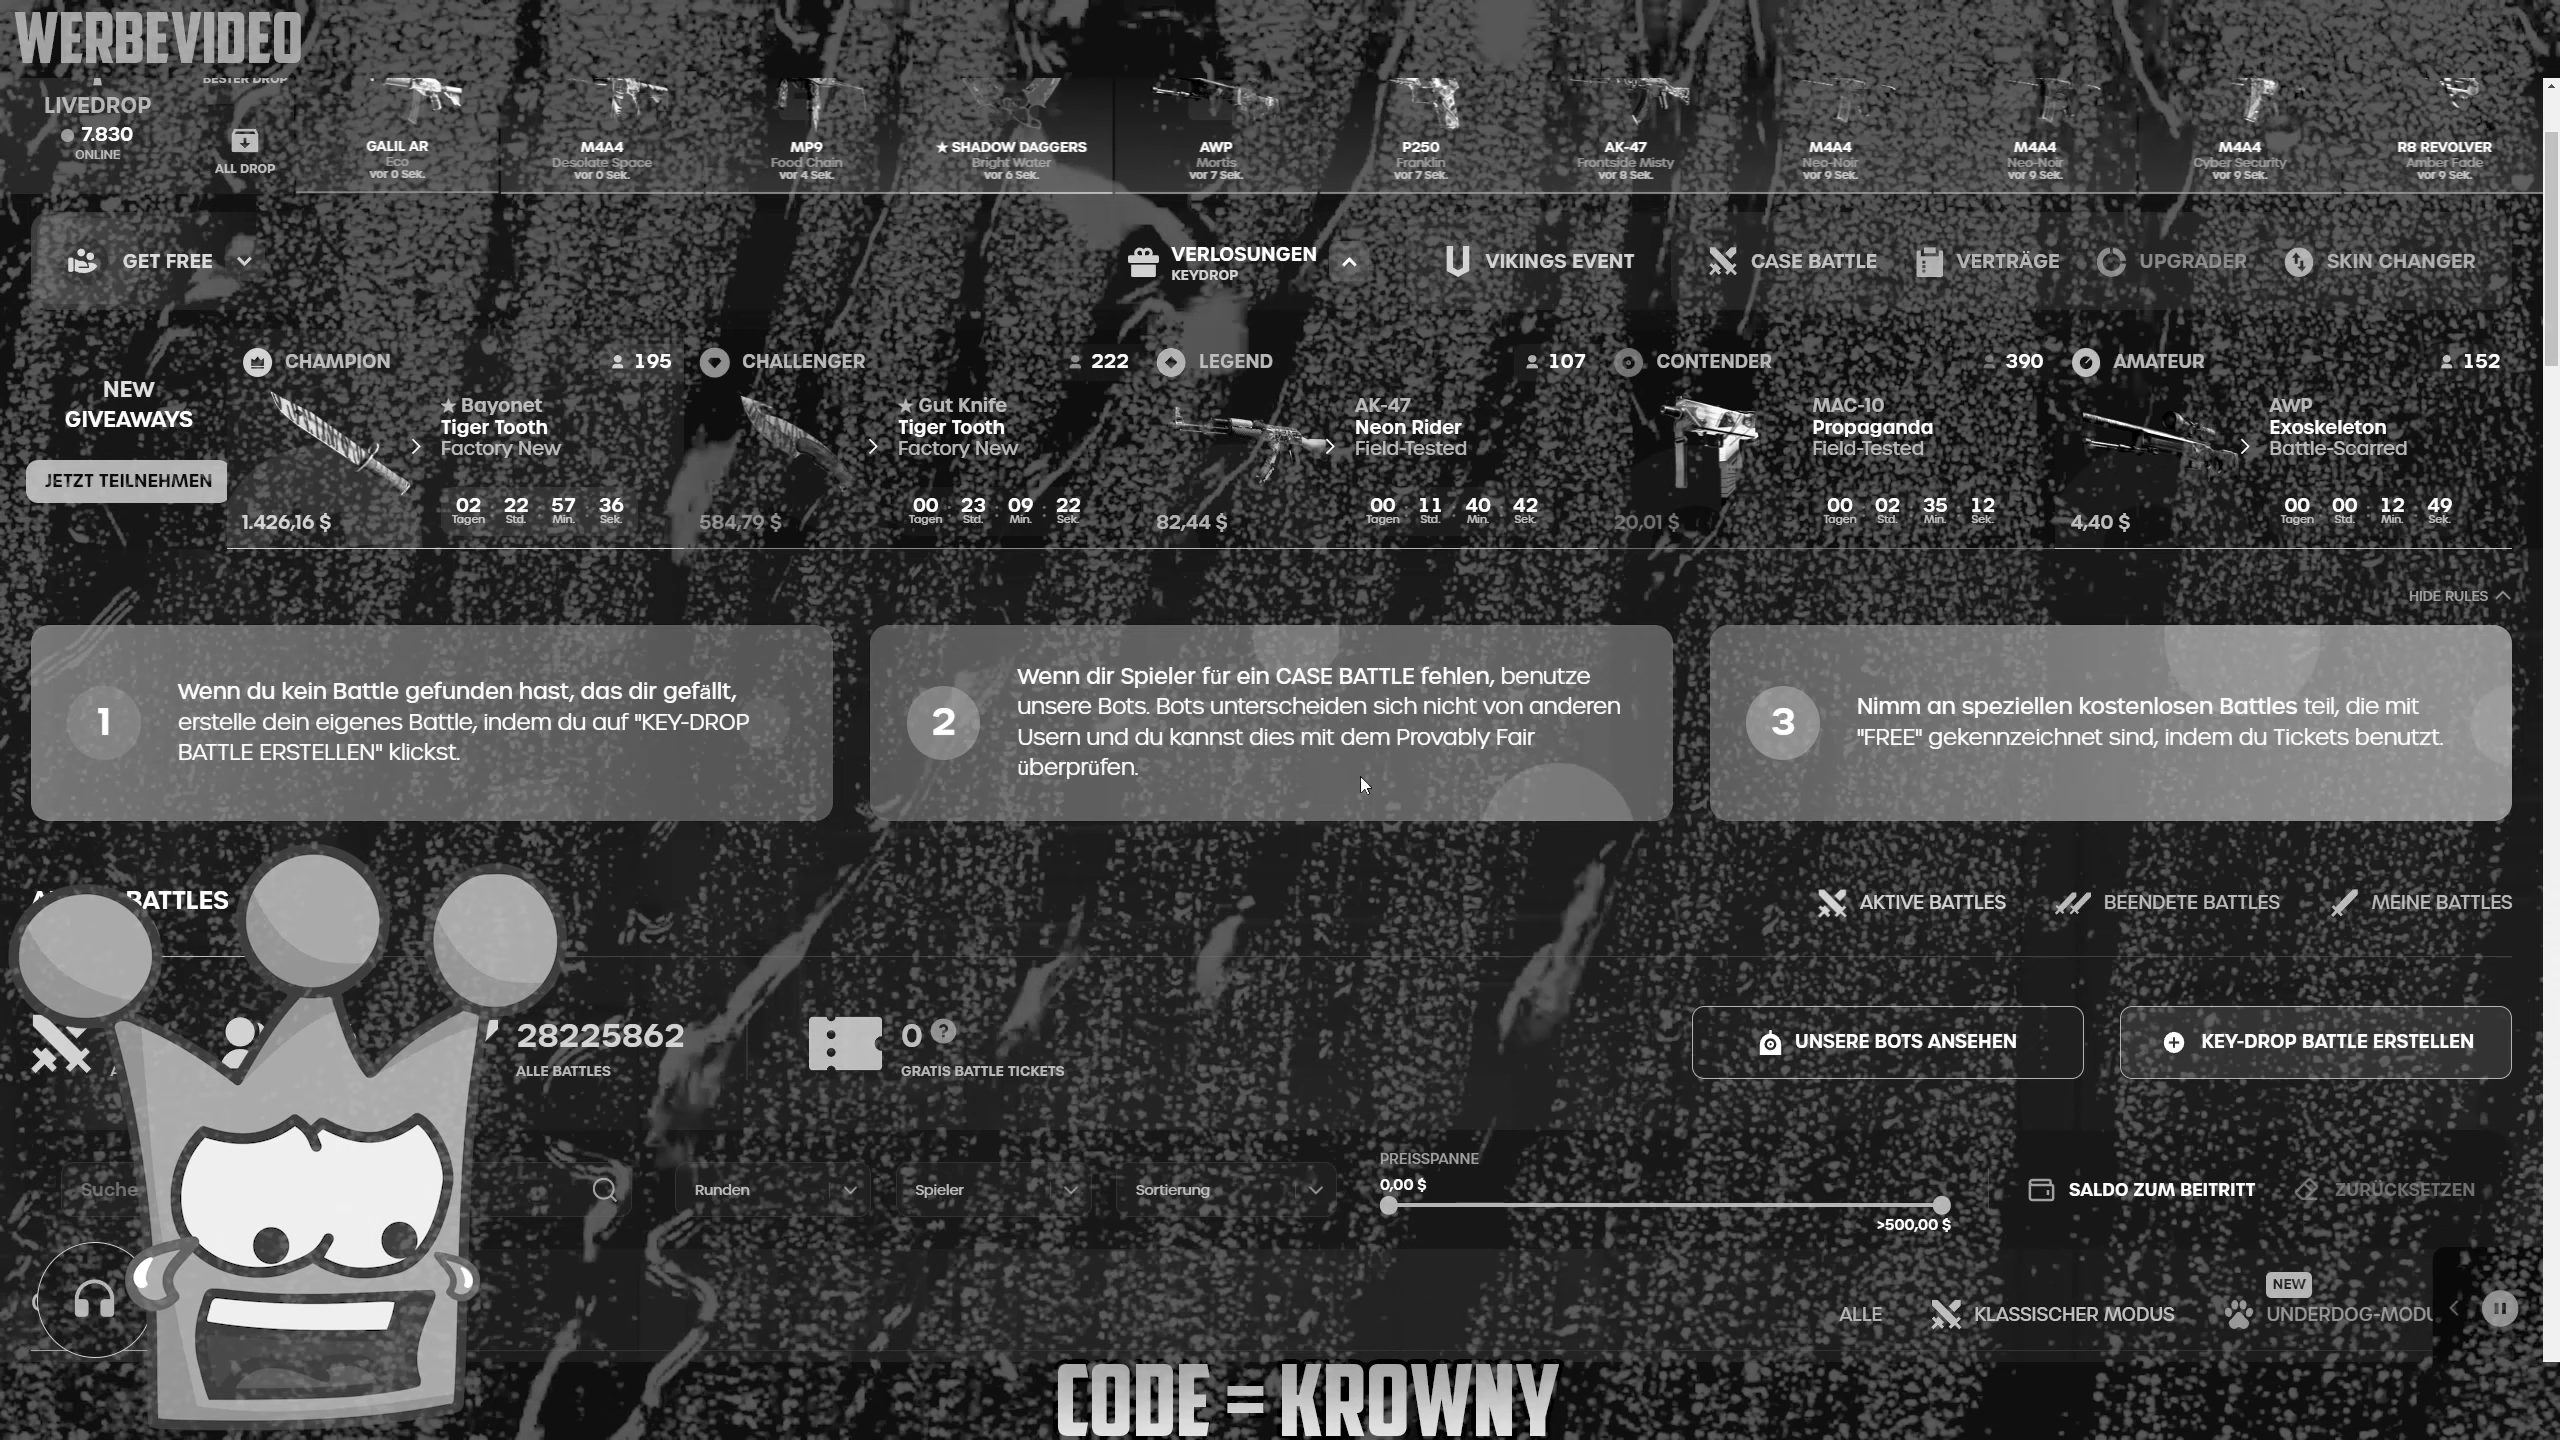 WERBEVIDEO
BESTER DROP
LIVEDROP
7.830
ONLINE
ALL DROP
GALIL AR
Eco
vor 0 Sek.
M4A4
Desolate Space
vor 0 Sek.
MP9
Food Chain
vor 4 Sek.
★ SHADOW DAGGERS
Bright Water
vor 6 Sek.
AWP
Mortis
vor 7 Sek.
P250
Franklin
vor 7 Sek.
AK-47
Frontside Misty
vor 8 Sek.
M4A4
Neo-Noir
vor 9 Sek.
M4A4
Neo-Noir
vor 9 Sek.
M4A4
Cyber Security
vor 9 Sek.
R8 REVOLVER
Amber Fade
vor 9 Sek.
GET FREE
VERLOSUNGEN
KEYDROP
VIKINGS EVENT
CASE BATTLE
VERTRÄGE
UPGRADER
SKIN CHANGER
NEW
GIVEAWAYS
JETZT TEILNEHMEN
CHAMPION
195
★ Bayonet
Tiger Tooth
Factory New
02 22 57 36
Tagen Std. Min. Sek.
1.426,16 $
CHALLENGER
222
★ Gut Knife
Tiger Tooth
Factory New
00 23 09 22
Tagen Std. Min. Sek.
584,79 $
LEGEND
107
AK-47
Neon Rider
Field-Tested
00 11 40 42
Tagen Std. Min. Sek.
82,44 $
CONTENDER
390
MAC-10
Propaganda
Field-Tested
00 02 35 12
Tagen Std. Min. Sek.
20,01 $
AMATEUR
152
AWP
Exoskeleton
Battle-Scarred
00 00 12 49
Tagen Std. Min. Sek.
4,40 $
HIDE RULES
1
Wenn du kein Battle gefunden hast, das dir gefällt,
erstelle dein eigenes Battle, indem du auf "KEY-DROP
BATTLE ERSTELLEN" klickst.
2
Wenn dir Spieler für ein CASE BATTLE fehlen, benutze
unsere Bots. Bots unterscheiden sich nicht von anderen
Usern und du kannst dies mit dem Provably Fair
überprüfen.
3
Nimm an speziellen kostenlosen Battles teil, die mit
"FREE" gekennzeichnet sind, indem du Tickets benutzt.
BATTLES
AKTIVE BATTLES
BEENDETE BATTLES
MEINE BATTLES
28225862
ALLE BATTLES
0 ?
GRATIS BATTLE TICKETS
UNSERE BOTS ANSEHEN
KEY-DROP BATTLE ERSTELLEN
Suche
Runden
Spieler
Sortierung
PREISSPANNE
0,00 $
>500,00 $
SALDO ZUM BEITRITT
ZURÜCKSETZEN
ALLE
KLASSISCHER MODUS
NEW
UNDERDOG-MODU
CODE = KROWNY